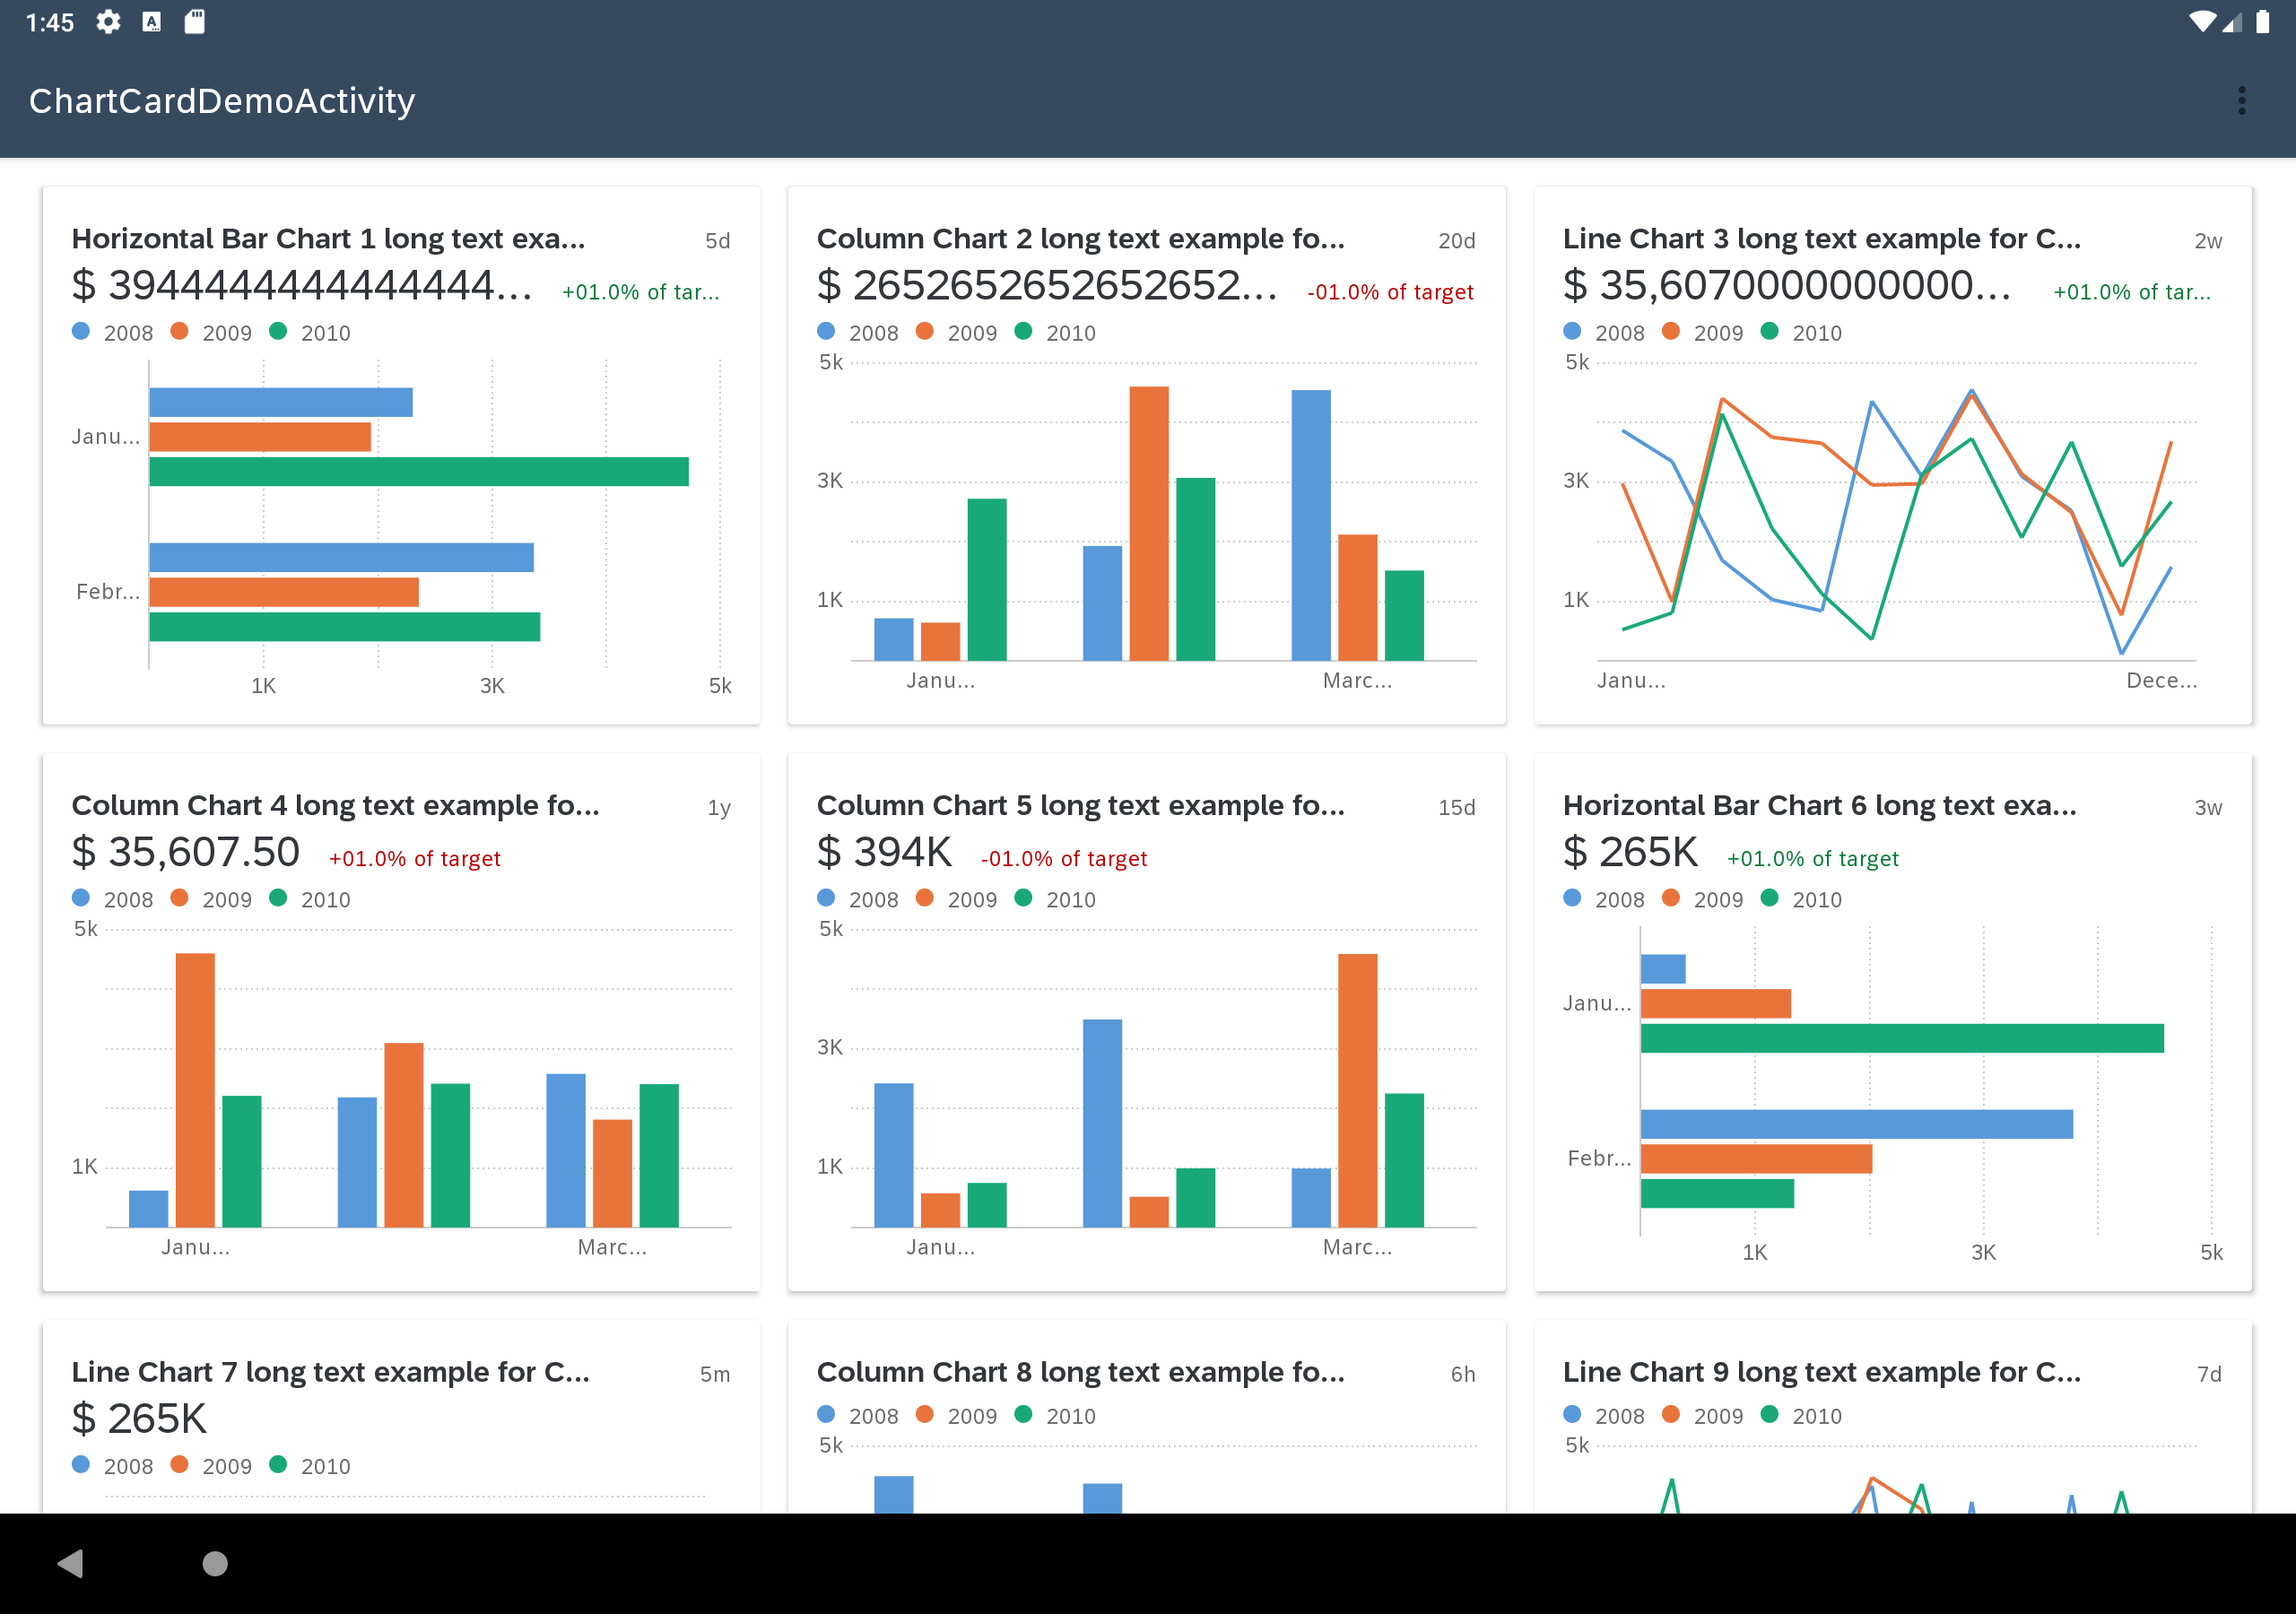 1:45
ChartCardDemoActivity
Horizontal Bar Chart 1 long text exa... 5d
$ 3944444444444444... +01.0% of tar...
2008 2009 2010
Janu...
Febr...
1K 3K 5k
Column Chart 2 long text example fo... 20d
$ 2652652652652652... -01.0% of target
2008 2009 2010
5k
3K
1K
Janu... Marc...
Line Chart 3 long text example for C... 2w
$ 35,6070000000000... +01.0% of tar...
2008 2009 2010
5k
3K
1K
Janu... Dece...
Column Chart 4 long text example fo... 1y
$ 35,607.50 +01.0% of target
2008 2009 2010
5k
1K
Janu... Marc...
Column Chart 5 long text example fo... 15d
$ 394K -01.0% of target
2008 2009 2010
5k
3K
1K
Janu... Marc...
Horizontal Bar Chart 6 long text exa... 3w
$ 265K +01.0% of target
2008 2009 2010
Janu...
Febr...
1K 3K 5k
Line Chart 7 long text example for C... 5m
$ 265K
2008 2009 2010
Column Chart 8 long text example fo... 6h
2008 2009 2010
5k
Line Chart 9 long text example for C... 7d
2008 2009 2010
5k